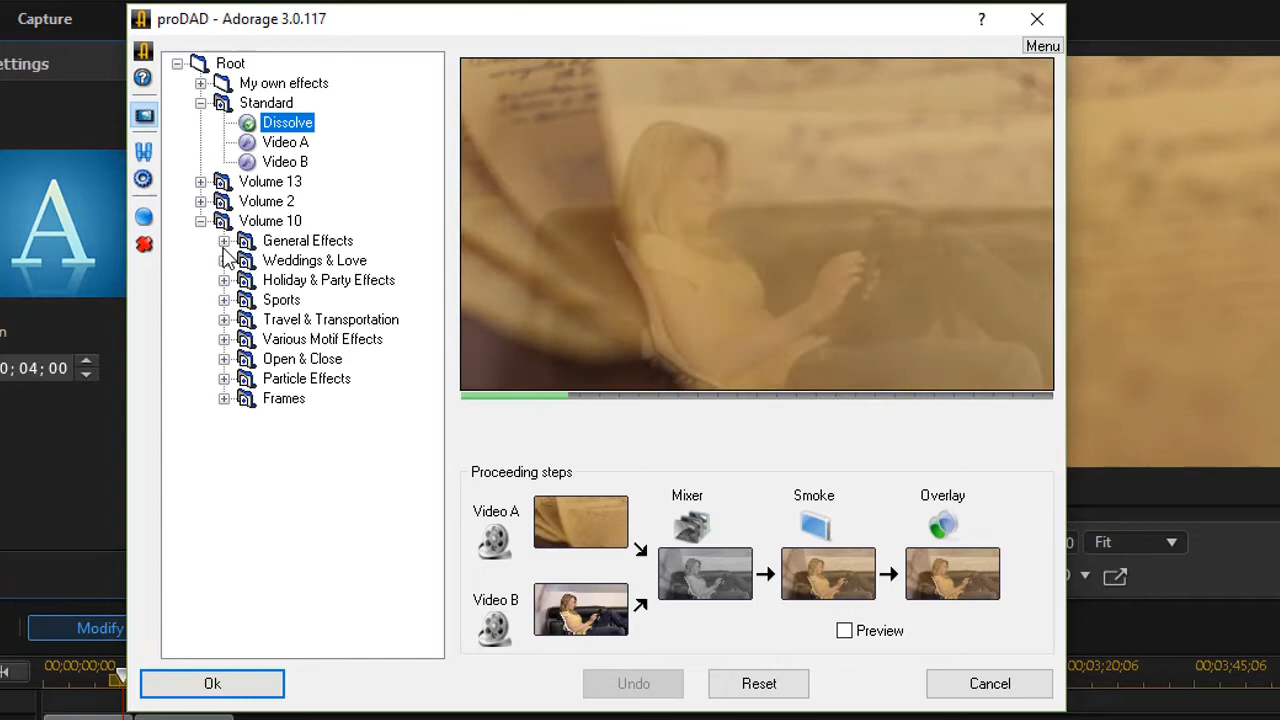 Capture
proDAD - Adorage 3.0.117
?
Menu
ettings
Root
My own effects
Standard
Dissolve
Video A
Video B
Volume 13
Volume 2
Volume 10
General Effects
Weddings & Love
Holiday & Party Effects
Sports
Travel & Transportation
Various Motif Effects
Open & Close
Particle Effects
Frames
A
n
0; 04; 00
Proceeding steps
Video A
Mixer
Smoke
Overlay
Video B
Preview
0
Fit
Modify
Ok
Undo
Reset
Cancel
00;00;00;00
00;03;20;06
00;03;45;06